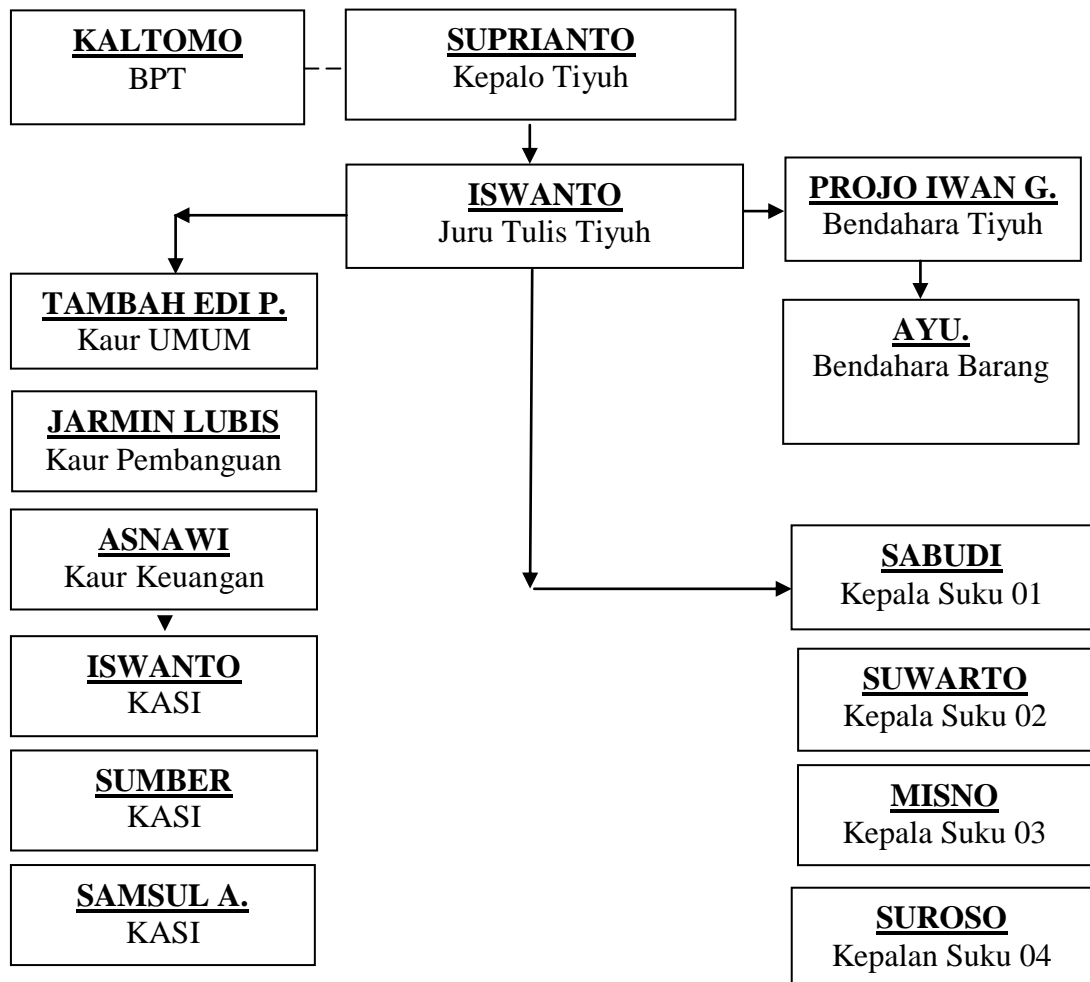 KALTOMO
BPT
SUPRIANTO
Kepalo Tiyuh
ISWANTO
Juru Tulis Tiyuh
PROJO IWAN G.
Bendahara Tiyuh
TAMBAH EDI P.
Kaur UMUM
AYU.
Bendahara Barang
JARMIN LUBIS
Kaur Pembanguan
ASNAWI
Kaur Keuangan
SABUDI
Kepala Suku 01
ISWANTO
KASI
SUWARTO
Kepala Suku 02
SUMBER
KASI
MISNO
Kepala Suku 03
SAMSUL A.
KASI
SUROSO
Kepalan Suku 04